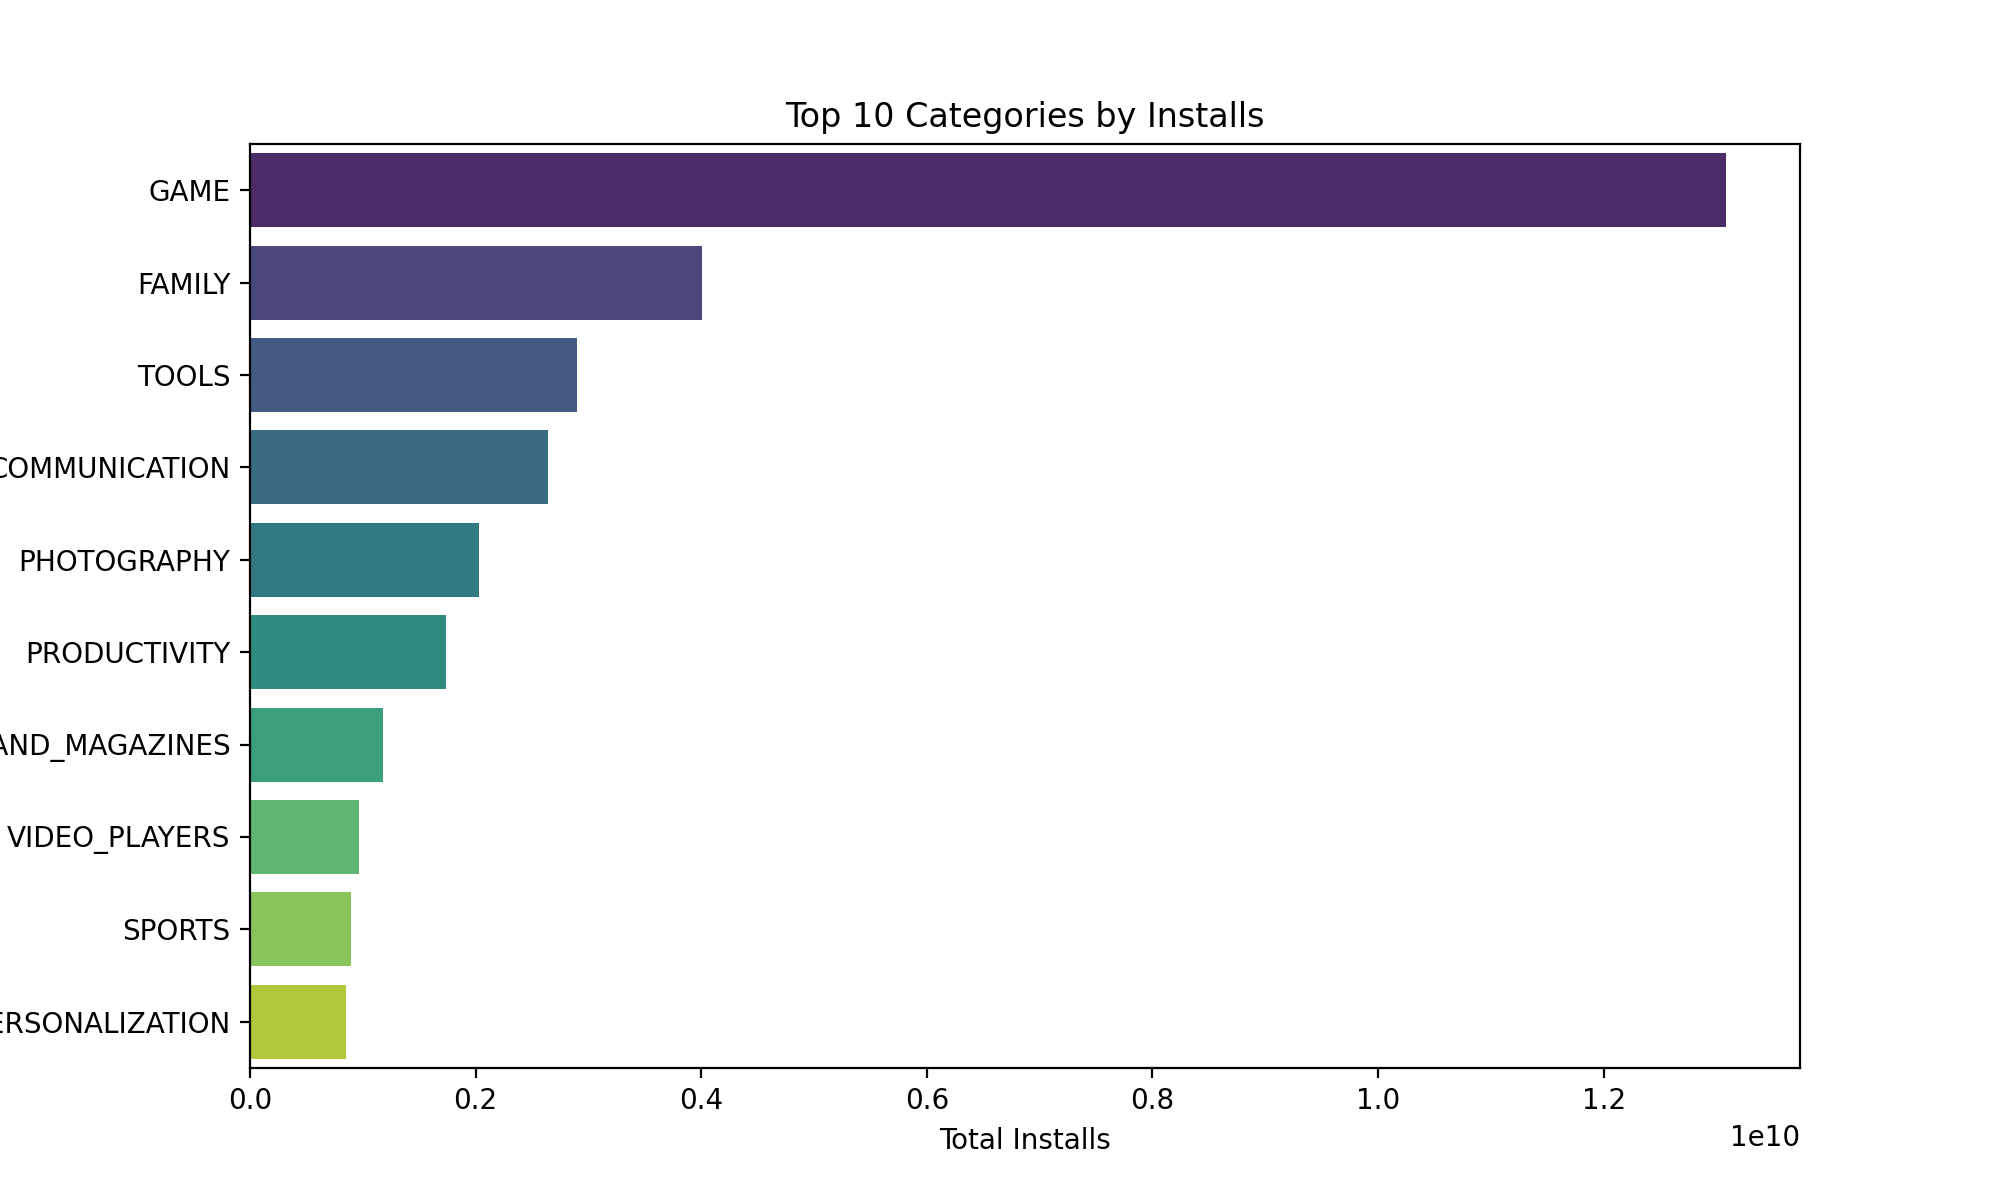 Top 10 Categories by Installs
GAME
FAMILY
TOOLS
COMMUNICATION
PHOTOGRAPHY
PRODUCTIVITY
AND_MAGAZINES
VIDEO_PLAYERS
SPORTS
ERSONALIZATION
0.0 0.2 0.4 0.6 0.8 1.0 1.2
1e10
Total Installs